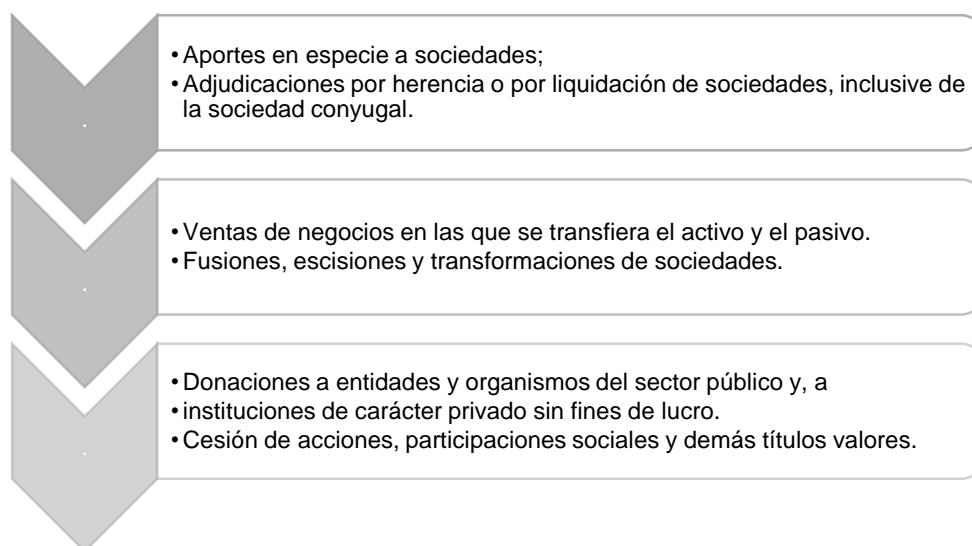 • Aportes en especie a sociedades;
• Adjudicaciones por herencia o por liquidación de sociedades, inclusive de
la sociedad conyugal.
• Ventas de negocios en las que se transfiera el activo y el pasivo.
• Fusiones, escisiones y transformaciones de sociedades.
• Donaciones a entidades y organismos del sector público y, a
• instituciones de carácter privado sin fines de lucro.
• Cesión de acciones, participaciones sociales y demás títulos valores.